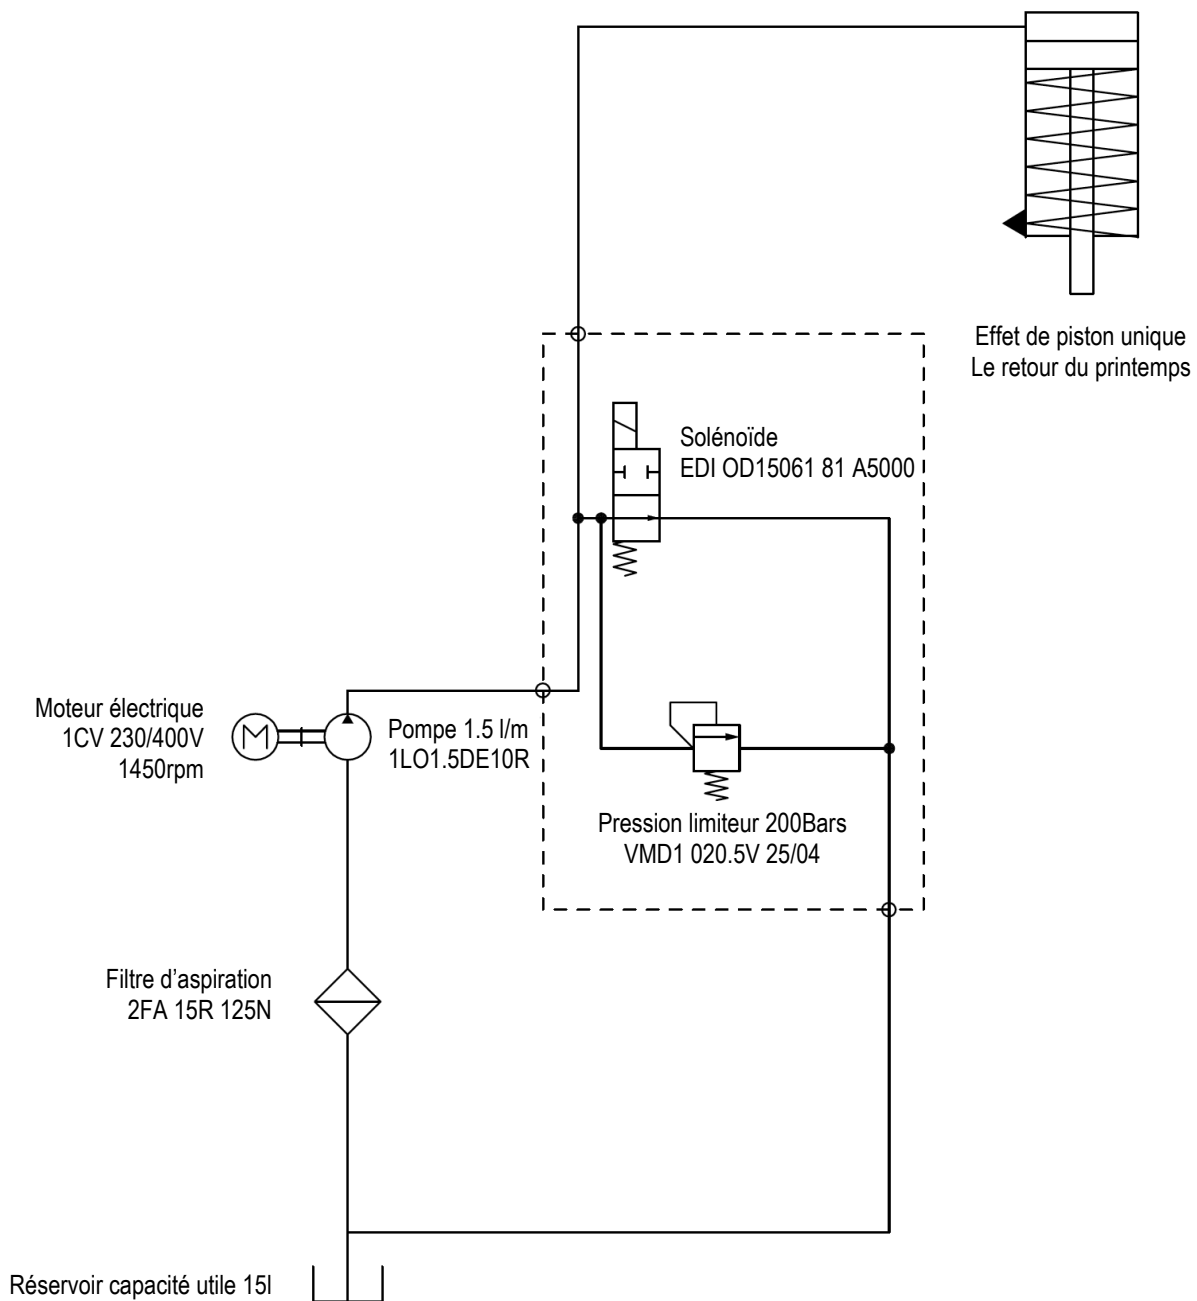 Effet de piston unique
Le retour du printemps
Solénoïde
EDI OD15061 81 A5000
Moteur électrique
1CV 230/400V
1450rpm
M
Pompe 1.5 l/m
1LO1.5DE10R
Pression limiteur 200Bars
VMD1 020.5V 25/04
Filtre d’aspiration
2FA 15R 125N
Réservoir capacité utile 15l